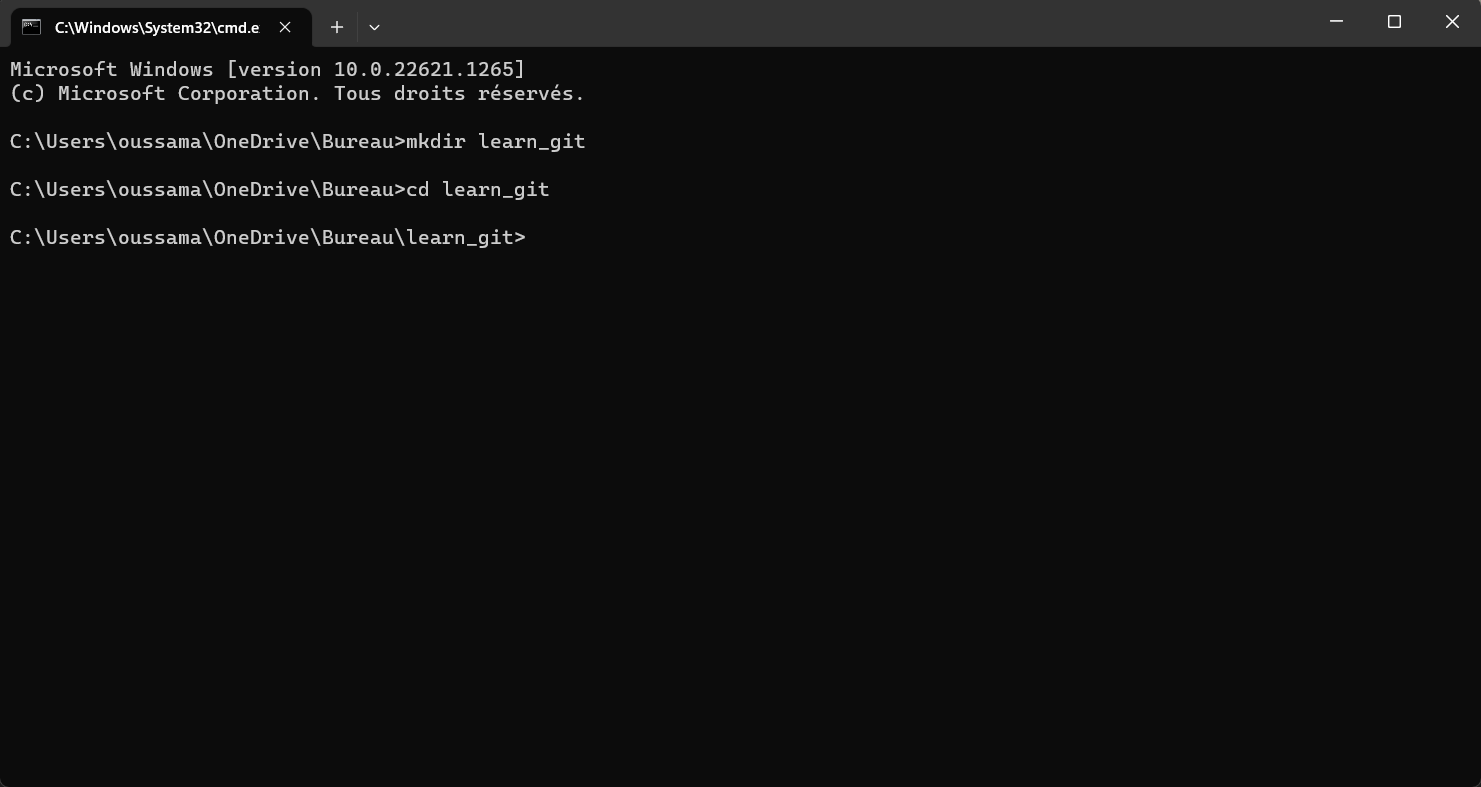 C:\Windows\System32\cmd.e
Microsoft Windows [version 10.0.22621.1265]
(c) Microsoft Corporation. Tous droits réservés.
C:\Users\oussama\OneDrive\Bureau>mkdir learn_git
C:\Users\oussama\OneDrive\Bureau>cd learn_git
C:\Users\oussama\OneDrive\Bureau\learn_git>